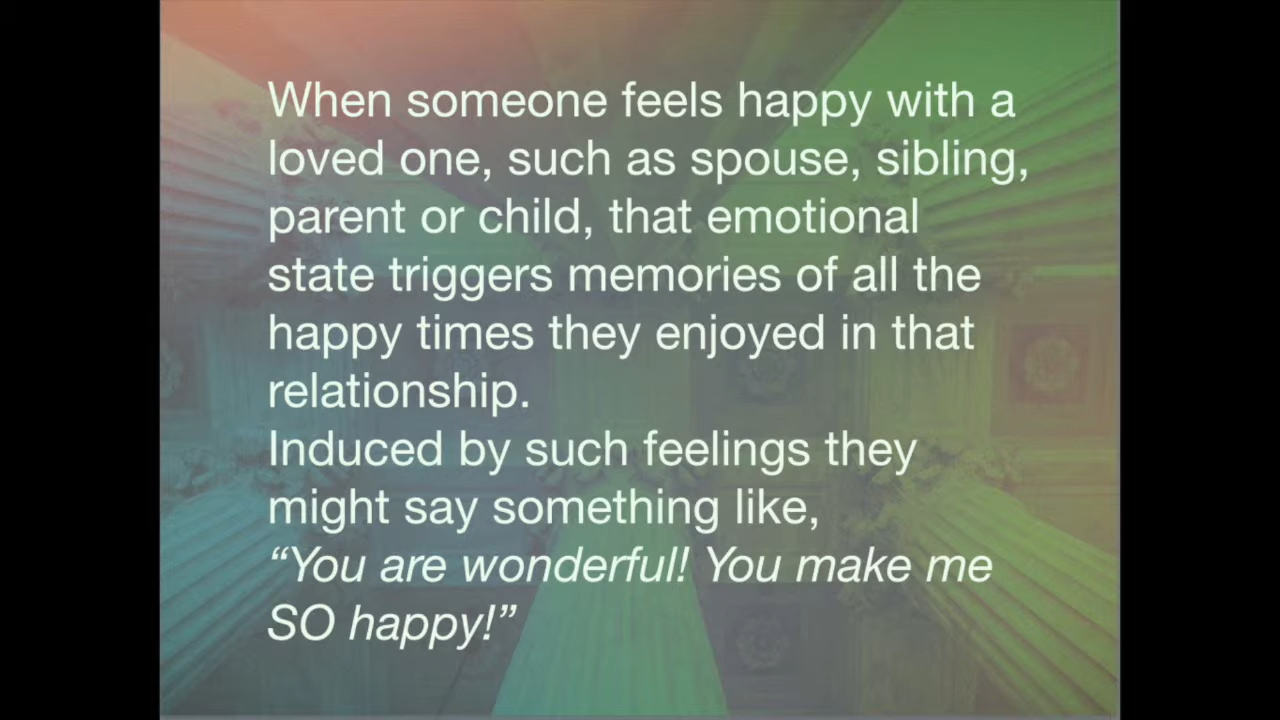 When someone feels happy with a
loved one, such as spouse, sibling,
parent or child, that emotional
state triggers memories of all the
happy times they enjoyed in that
relationship.
Induced by such feelings they
might say something like,
“You are wonderful! You make me
SO happy!”